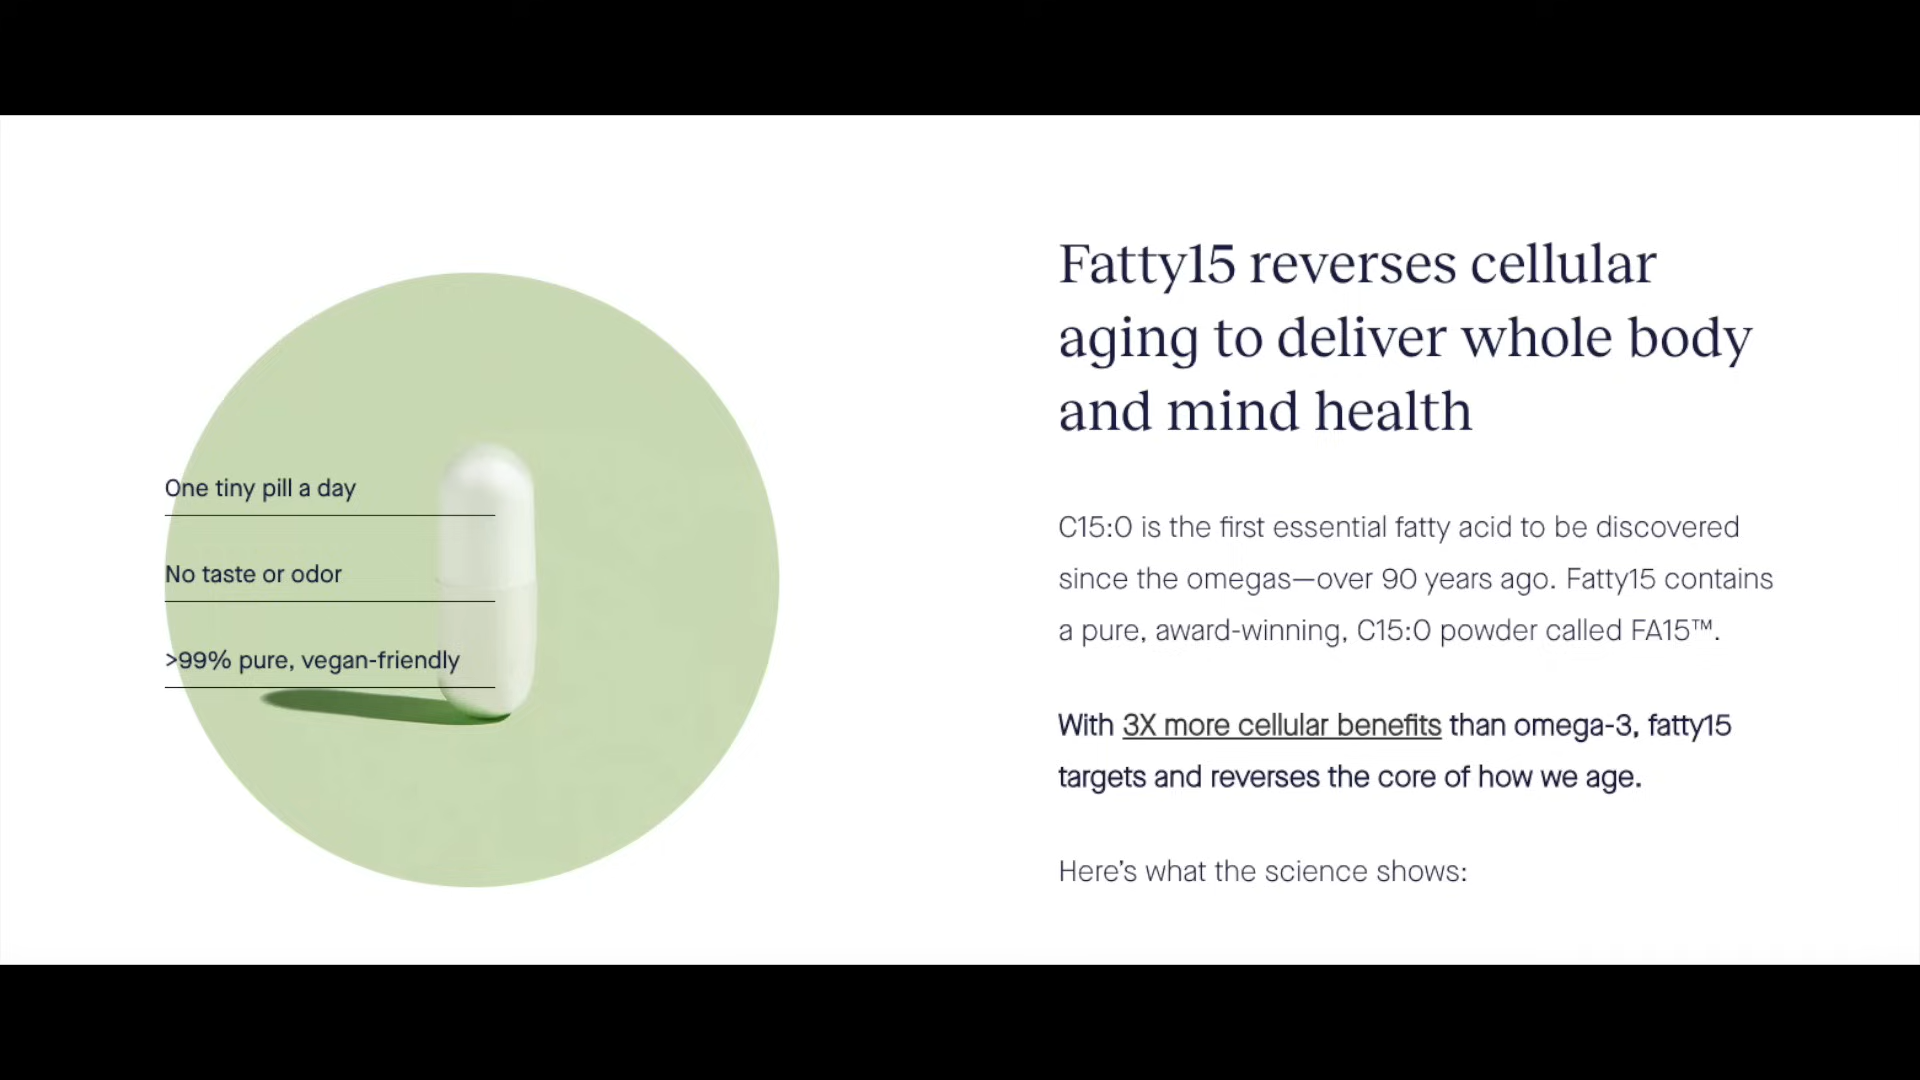 One tiny pill a day
No taste or odor
>99% pure, vegan-friendly
Fatty15 reverses cellular
aging to deliver whole body
and mind health
C15:0 is the first essential fatty acid to be discovered
since the omegas—over 90 years ago. Fatty15 contains
a pure, award-winning, C15:0 powder called FA15™.
With 3X more cellular benefits than omega-3, fatty15
targets and reverses the core of how we age.
Here’s what the science shows: